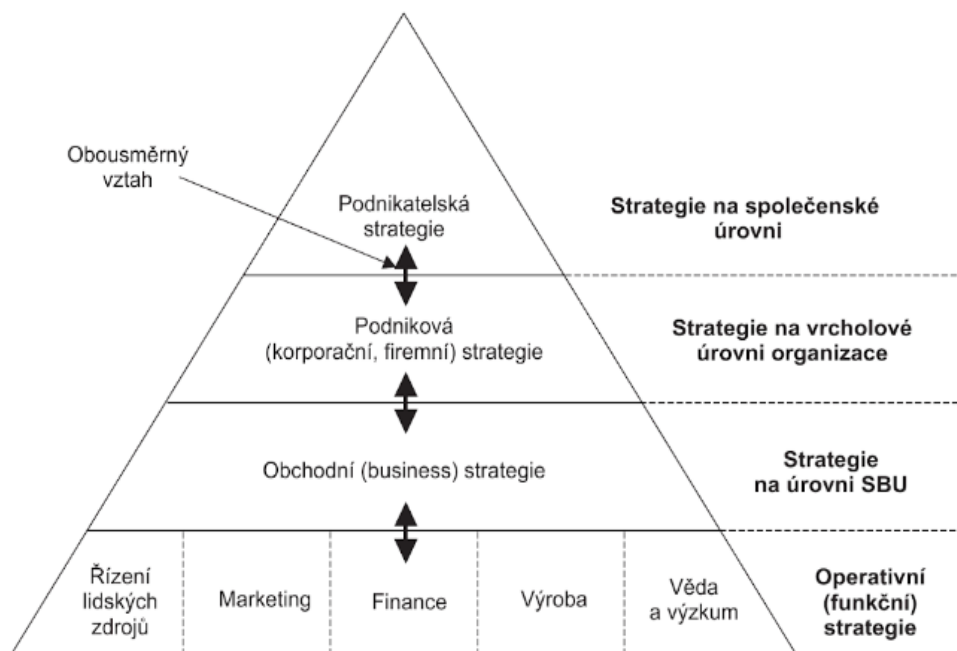 Obousměrný
vztah
Podnikatelská
strategie
Strategie na společenské
úrovni
Podniková
(korporační, firemní) strategie
Strategie na vrcholové
úrovni organizace
Obchodní (business) strategie
Strategie
na úrovni SBU
Řízení
lidských
zdrojů
Marketing
Finance
Výroba
Věda
a výzkum
Operativní
(funkční)
strategie